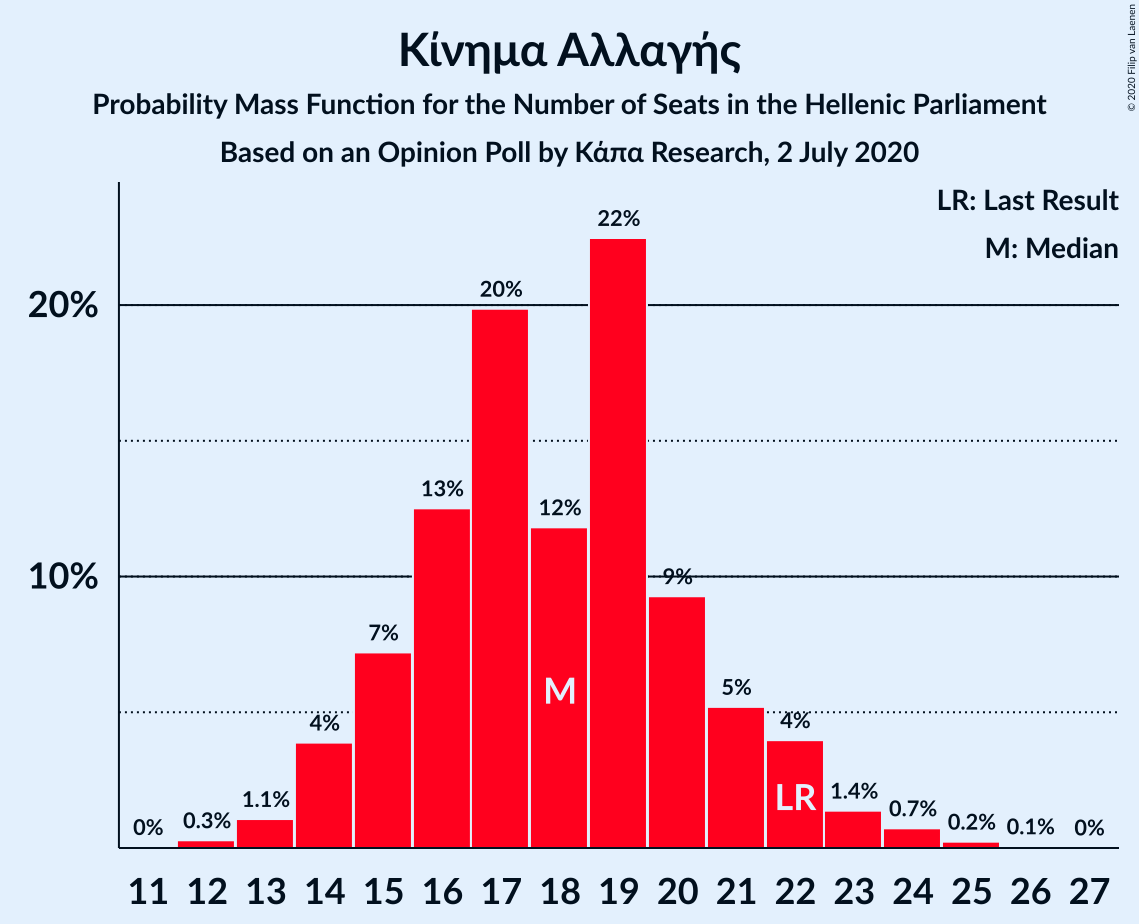 Κίνημα Αλλαγής
Probability Mass Function for the Number of Seats in the Hellenic Parliament
Based on an Opinion Poll by Κάπα Research, 2 July 2020
© 2020 Filip van Laenen
LR: Last Result
M: Median
20%
10%
0%
0.3%
1.1%
4%
7%
13%
20%
12%
22%
9%
5%
4%
1.4%
0.7%
0.2%
0.1%
0%
M
LR
11 12 13 14 15 16 17 18 19 20 21 22 23 24 25 26 27